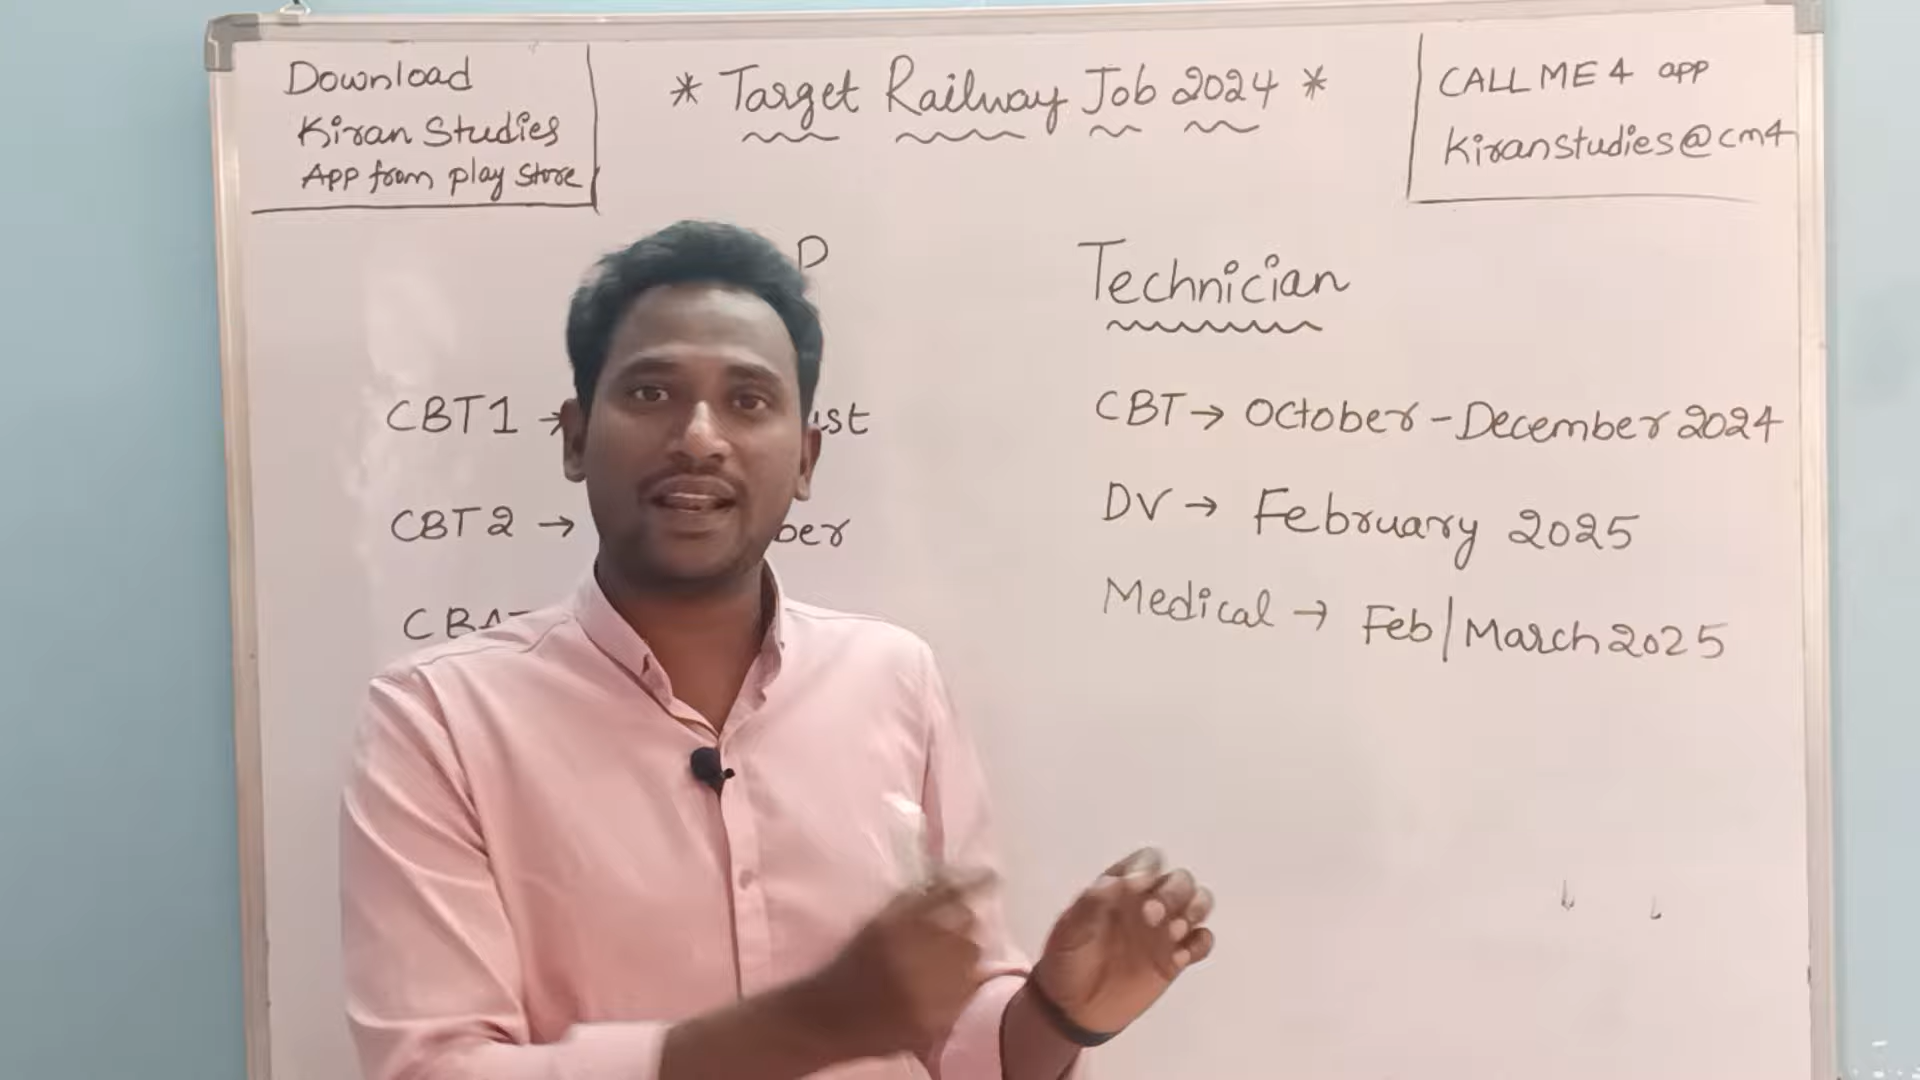 Download
Kiran Studies
App from play store
* Target Railway Job 2024 *
CALL ME 4 app
kiranstudies@cm4
D
CBT1 →
CBT2 →
Technician
CBT → October - December 2024
DV → February 2025
Medical → Feb/March 2025